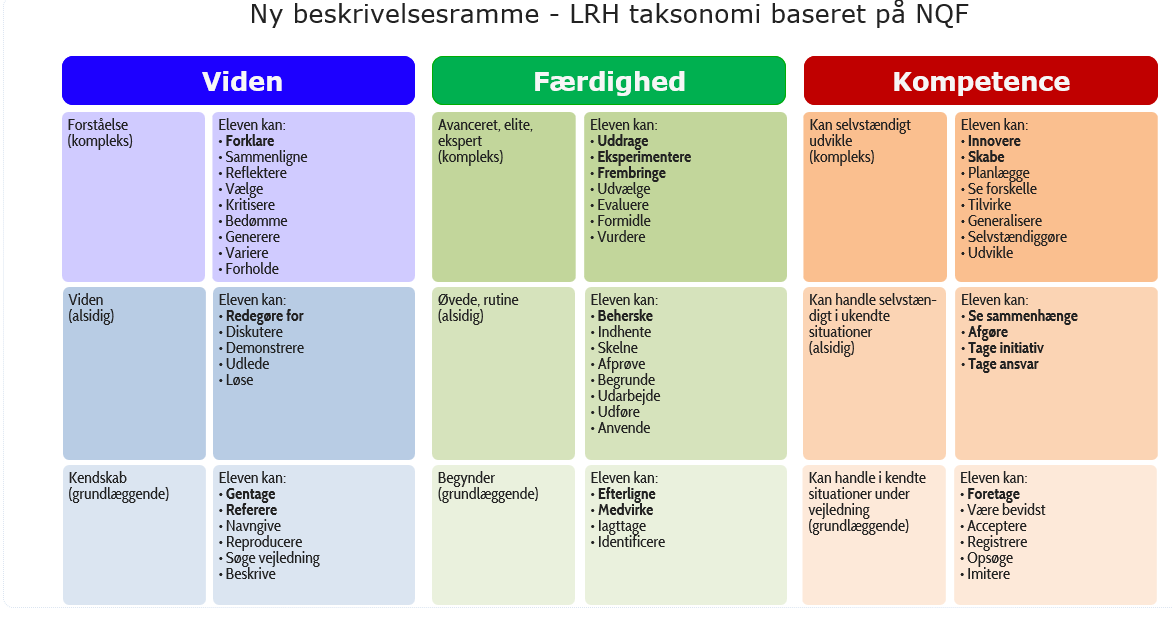 Ny beskrivelsesramme - LRH taksonomi baseret på NQF
Viden
Forståelse
(kompleks)
Eleven kan:
• Forklare
• Sammenligne
• Reflektere
• Vælge
• Kritisere
• Bedømme
• Generere
• Variere
• Forholde
Viden
(alsidig)
Eleven kan:
• Redegøre for
• Diskutere
• Demonstrere
• Udlede
• Løse
Kendskab
(grundlæggende)
Eleven kan:
• Gentage
• Referere
• Navngive
• Reproducere
• Søge vejledning
• Beskrive
Færdighed
Avanceret, elite,
ekspert
(kompleks)
Eleven kan:
• Uddrage
• Eksperimentere
• Frembringe
• Udvælge
• Evaluere
• Formidle
• Vurdere
Øvede, rutine
(alsidig)
Eleven kan:
• Beherske
• Indhente
• Skelne
• Afprøve
• Begrunde
• Udarbejde
• Udføre
• Anvende
Begynder
(grundlæggende)
Eleven kan:
• Efterligne
• Medvirke
• Iagttage
• Identificere
Kompetence
Kan selvstændigt
udvikle
(kompleks)
Eleven kan:
• Innovere
• Skabe
• Planlægge
• Se forskelle
• Tilvirke
• Generalisere
• Selvstændiggøre
• Udvikle
Kan handle selvstæn-
digt i ukendte
situationer
(alsidig)
Eleven kan:
• Se sammenhænge
• Afgøre
• Tage initiativ
• Tage ansvar
Kan handle i kendte
situationer under
vejledning
(grundlæggende)
Eleven kan:
• Foretage
• Være bevidst
• Acceptere
• Registrere
• Opsøge
• Imitere